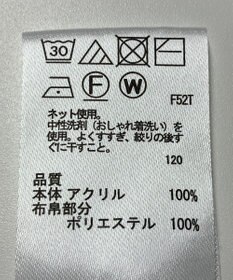 30
F W F52T
ネット使用。
中性洗剤(おしゃれ着洗い)を
使用。よくすすぎ、絞りの後す
ぐに干すこと。
120
品質
本体 アクリル 100%
布帛部分
ポリエステル 100%